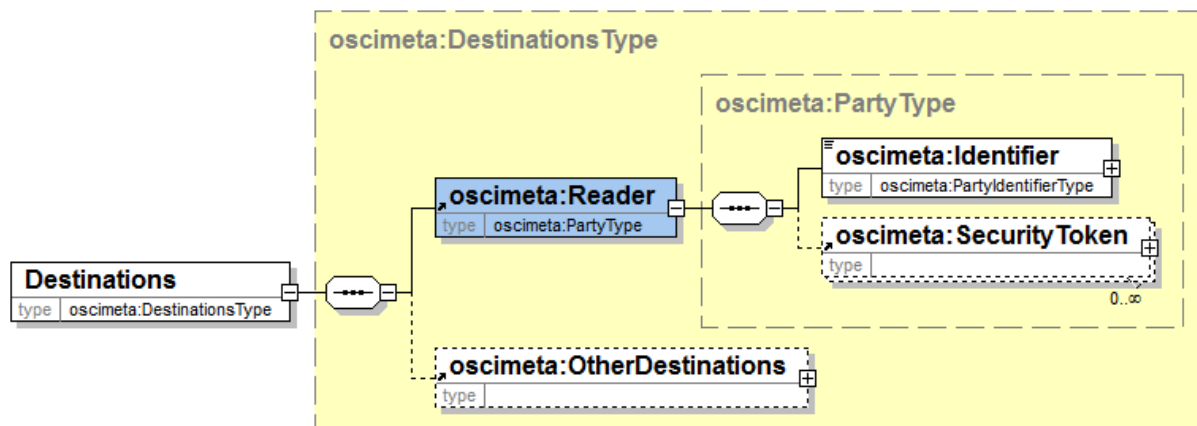 oscimeta:DestinationsType
oscimeta:PartyType
oscimeta:Identifier
type oscimeta:PartyIdentifierType
oscimeta:Reader
type oscimeta:PartyType
oscimeta:SecurityToken
type
0..∞
Destinations
type oscimeta:DestinationsType
oscimeta:OtherDestinations
type